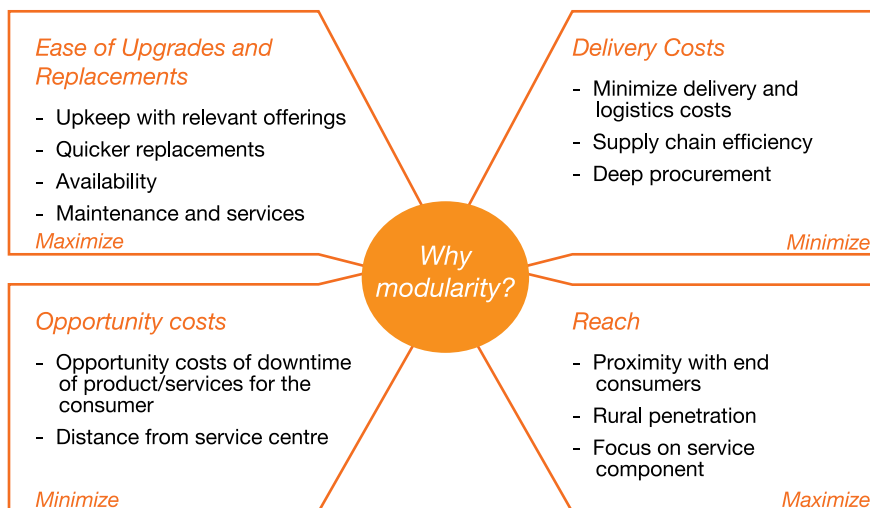 Ease of Upgrades and
Replacements
- Upkeep with relevant offerings
- Quicker replacements
- Availability
- Maintenance and services
Maximize
Delivery Costs
- Minimize delivery and
logistics costs
- Supply chain efficiency
- Deep procurement
Minimize
Why
modularity?
Opportunity costs
- Opportunity costs of downtime
of product/services for the
consumer
- Distance from service centre
Minimize
Reach
- Proximity with end
consumers
- Rural penetration
- Focus on service
component
Maximize